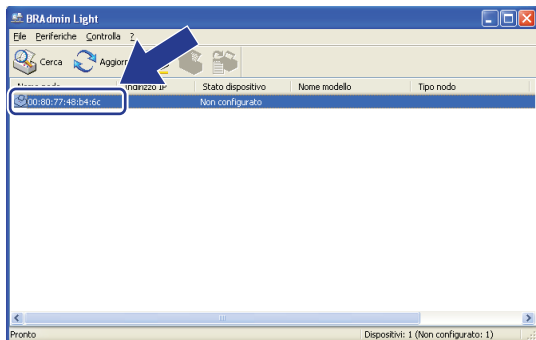 BRAdmin Light
File Periferiche Controlla ?
Cerca Aggiorn
Nome nodo Indirizzo IP Stato dispositivo Nome modello Tipo nodo
00:80:77:48:b4:6c Non configurato
Pronto Dispositivi: 1 (Non configurato: 1)